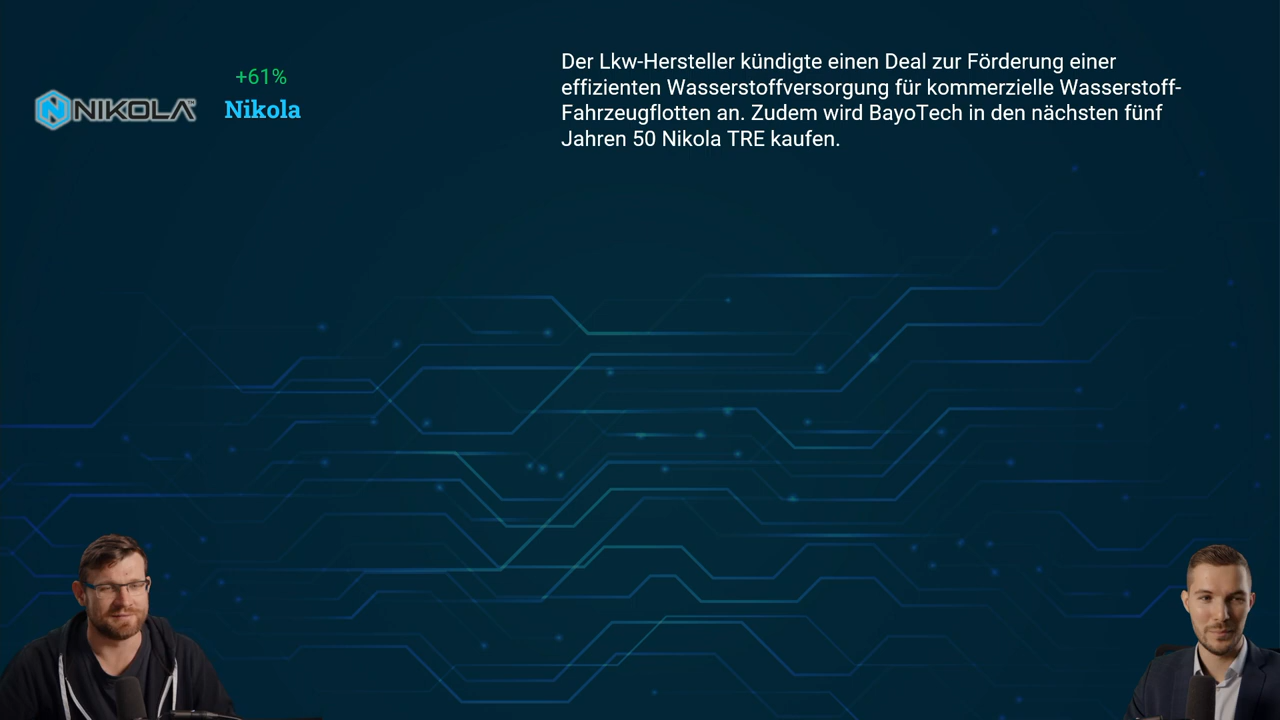 +61%
NIKOLA™
Nikola
Der Lkw-Hersteller kündigte einen Deal zur Förderung einer
effizienten Wasserstoffversorgung für kommerzielle Wasserstoff-
Fahrzeugflotten an. Zudem wird BayoTech in den nächsten fünf
Jahren 50 Nikola TRE kaufen.